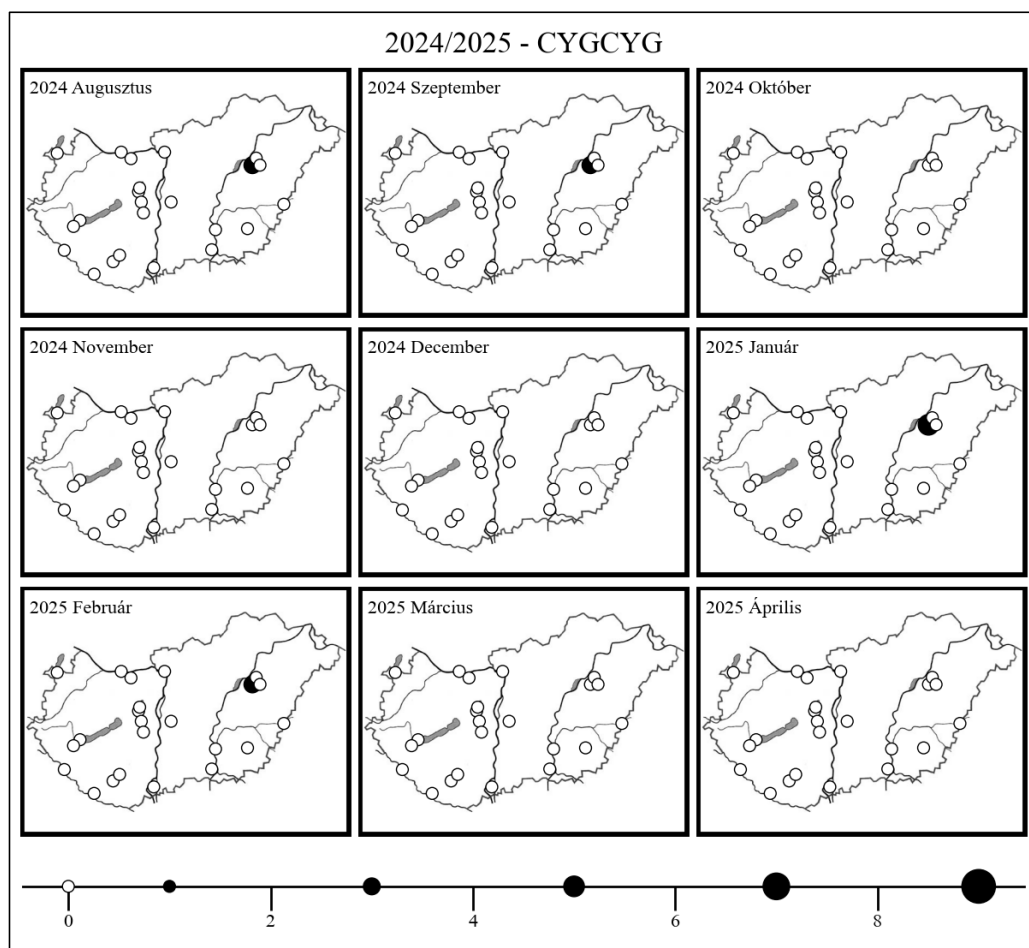 2024/2025 - CYGCYG
2024 Augusztus
2024 Szeptember
2024 Október
2024 November
2024 December
2025 Január
2025 Február
2025 Március
2025 Április
0 2 4 6 8